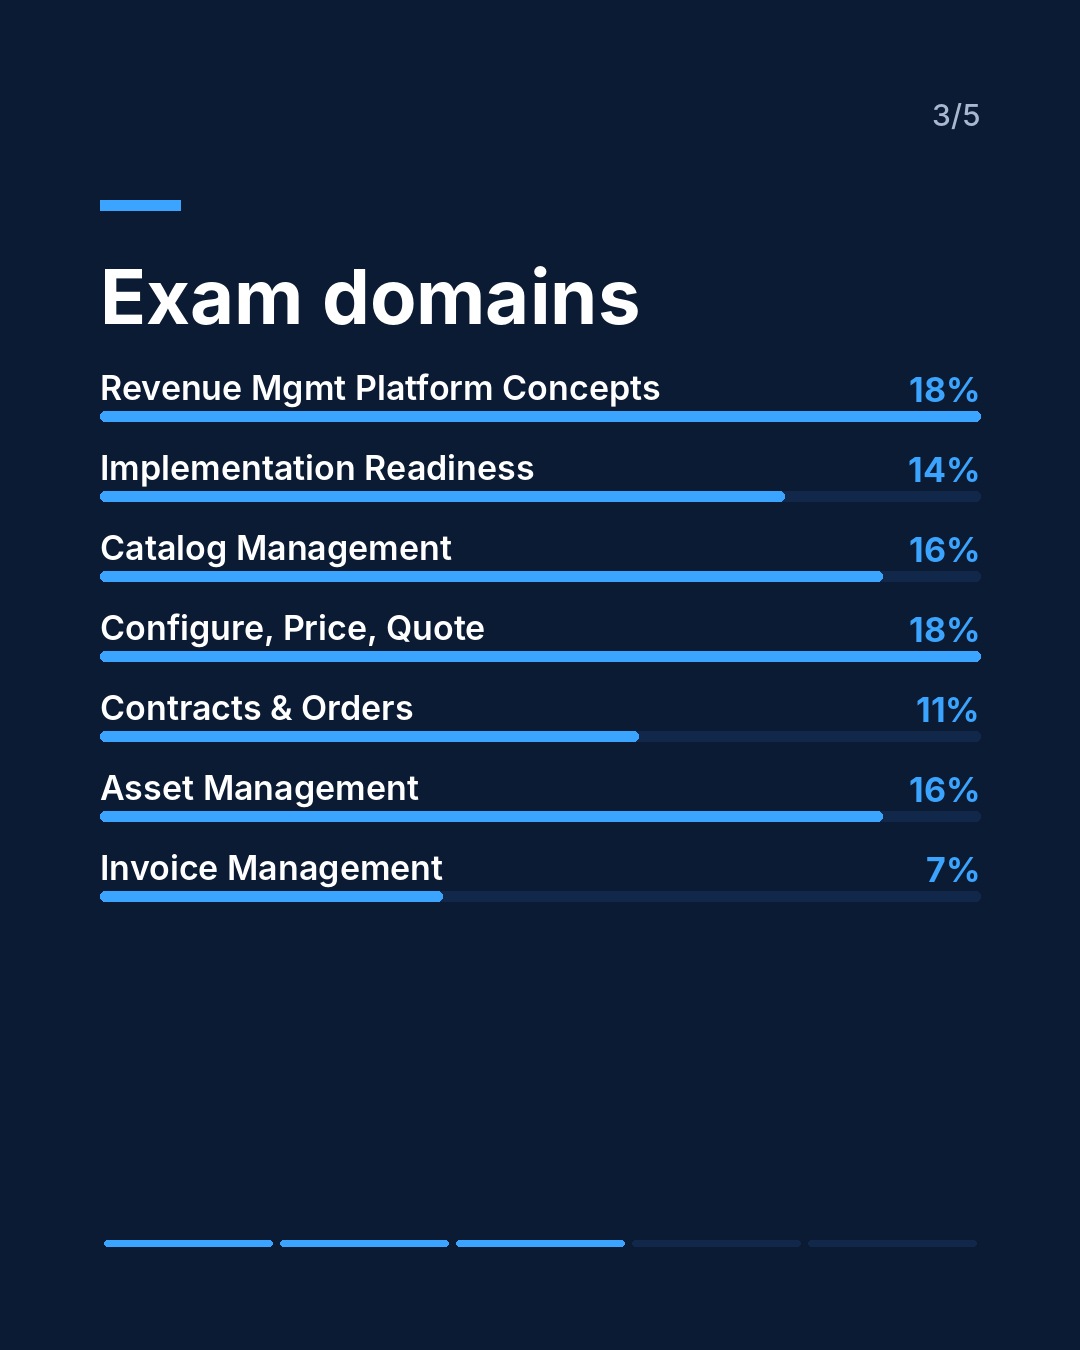 3/5
Exam domains
Revenue Mgmt Platform Concepts 18%
Implementation Readiness 14%
Catalog Management 16%
Configure, Price, Quote 18%
Contracts & Orders 11%
Asset Management 16%
Invoice Management 7%